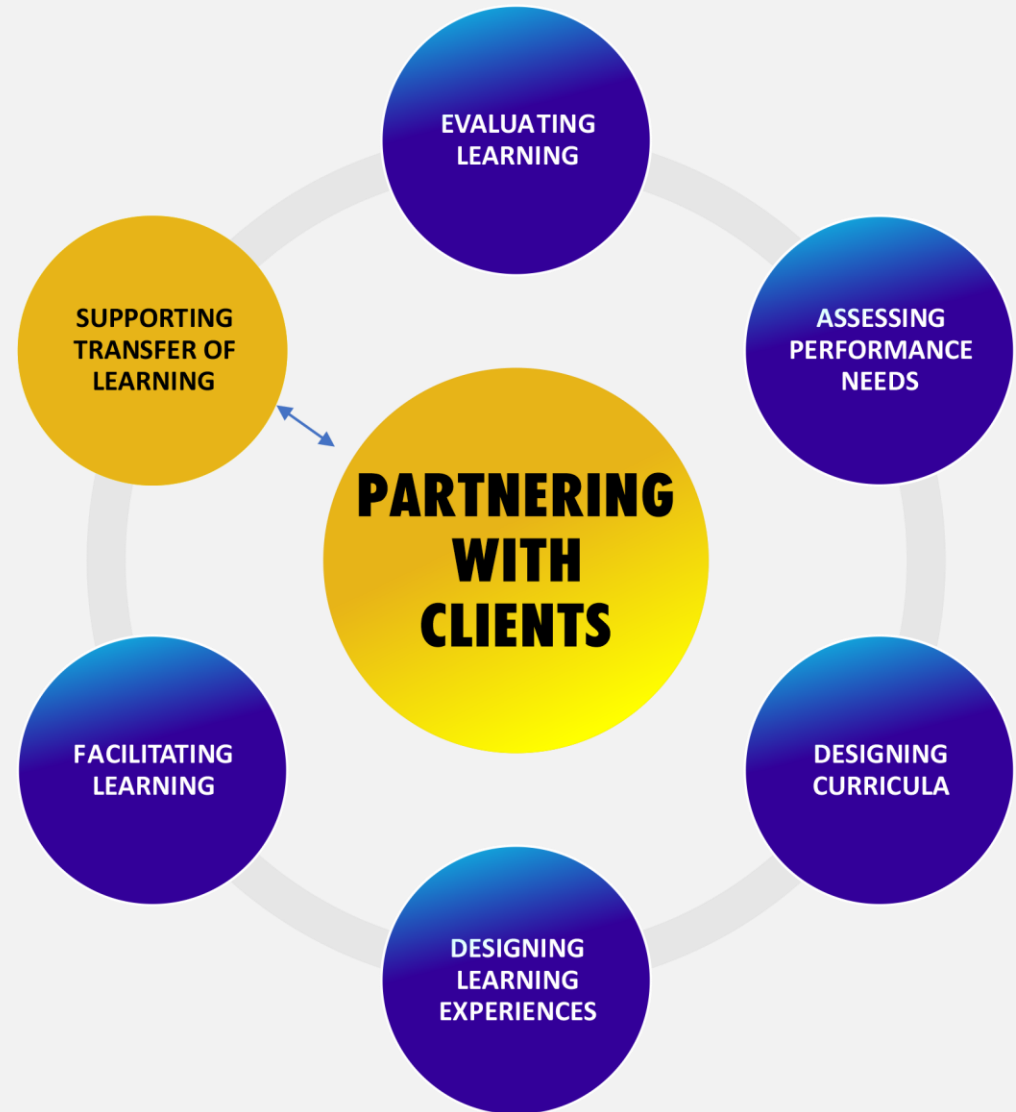 EVALUATING
LEARNING
ASSESSING
PERFORMANCE
NEEDS
DESIGNING
CURRICULA
DESIGNING
LEARNING
EXPERIENCES
FACILITATING
LEARNING
SUPPORTING
TRANSFER OF
LEARNING
PARTNERING
WITH
CLIENTS